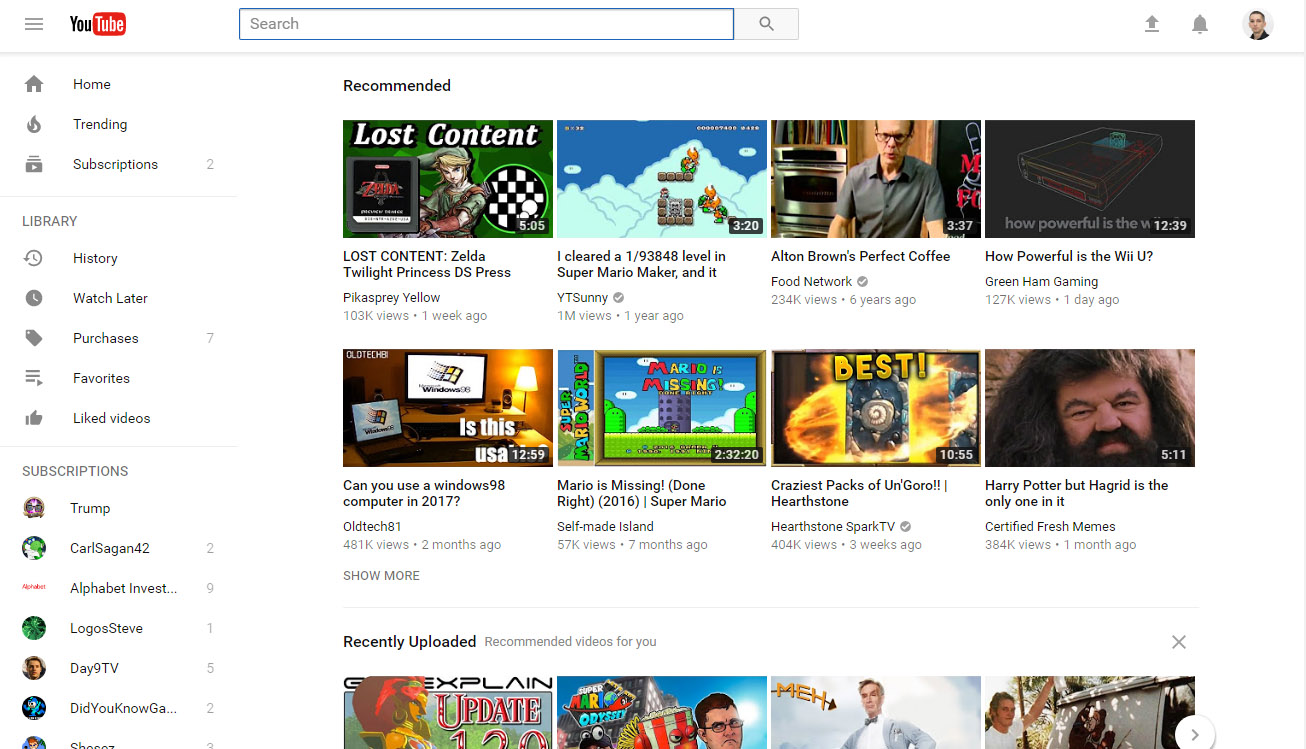 YouTube
Search
Home
Trending
Subscriptions 2
LIBRARY
History
Watch Later
Purchases 7
Favorites
Liked videos
SUBSCRIPTIONS
Trump
CarlSagan42 2
Alphabet
Alphabet Invest... 9
LogosSteve 1
Day9TV 5
DidYouKnowGa... 2
Shesez 3
Recommended
Lost Content
Zelda
5:05
LOST CONTENT: Zelda
Twilight Princess DS Press
Pikasprey Yellow
103K views • 1 week ago
3:20
I cleared a 1/93848 level in
Super Mario Maker, and it
YTSunny
1M views • 1 year ago
3:37
Alton Brown's Perfect Coffee
Food Network
234K views • 6 years ago
how powerful is the w
12:39
How Powerful is the Wii U?
Green Ham Gaming
127K views • 1 day ago
OLDTECH81
Microsoft
Windows98
Is this
usa
12:59
Can you use a windows98
computer in 2017?
Oldtech81
481K views • 2 months ago
SUPER
MARIO WORLD
MARIO IS
MISSING!
DONE RIGHT
2:32:20
Mario is Missing! (Done
Right) (2016) | Super Mario
Self-made Island
57K views • 7 months ago
BEST!
10:55
Craziest Packs of Un'Goro!! |
Hearthstone
Hearthstone SparkTV
404K views • 3 weeks ago
5:11
Harry Potter but Hagrid is the
only one in it
Certified Fresh Memes
384K views • 1 month ago
SHOW MORE
Recently Uploaded Recommended videos for you
UPDATE
1.2.0
SUPER
MARIO
ODYSSEY
MEH